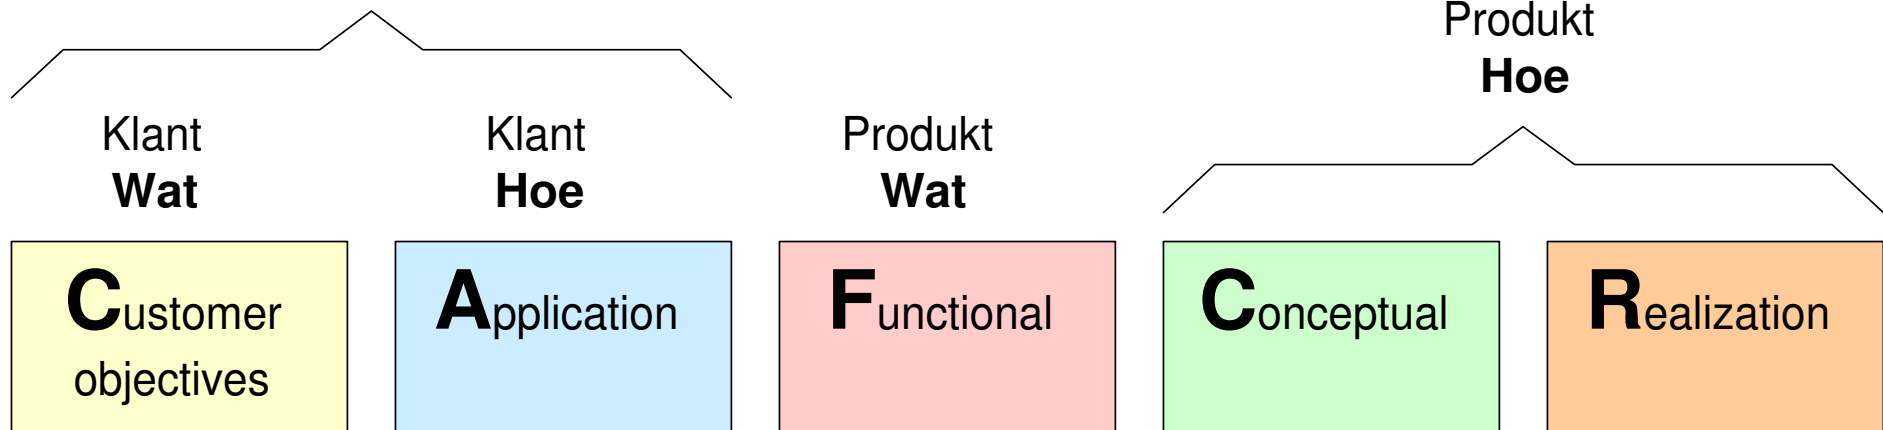 Produkt
Hoe
Klant
Wat
Klant
Hoe
Produkt
Wat
Customer
objectives
Application
Functional
Conceptual
Realization